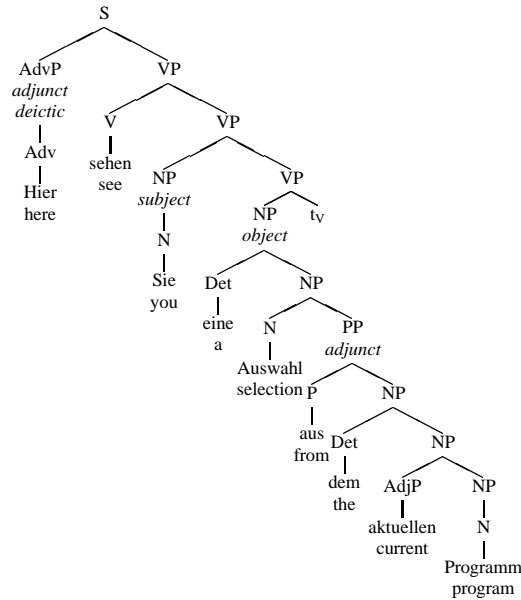 S
AdvP VP
adjunct
deictic
V VP
Adv
sehen
see
NP VP
subject
Hier
here
NP tV
object
N
Sie
you
Det NP
eine
a
N PP
adjunct
Auswahl
selection
P NP
aus
from
Det NP
dem
the
AdjP NP
aktuellen
current
N
Programm
program